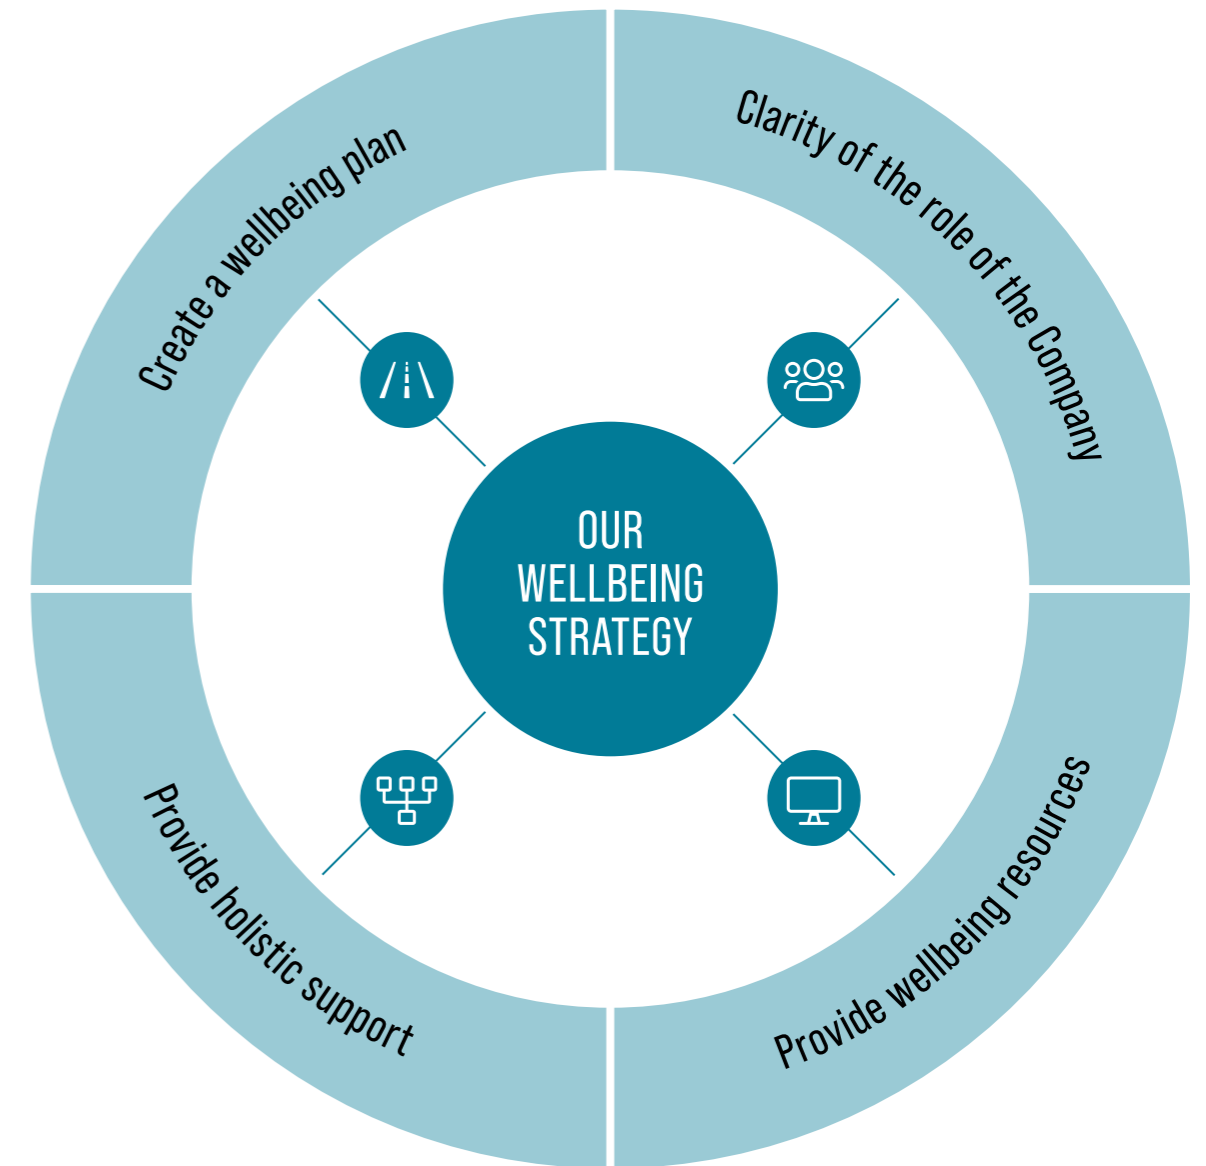 Create a wellbeing plan
Clarity of the role of the Company
OUR
WELLBEING
STRATEGY
Provide holistic support
Provide wellbeing resources